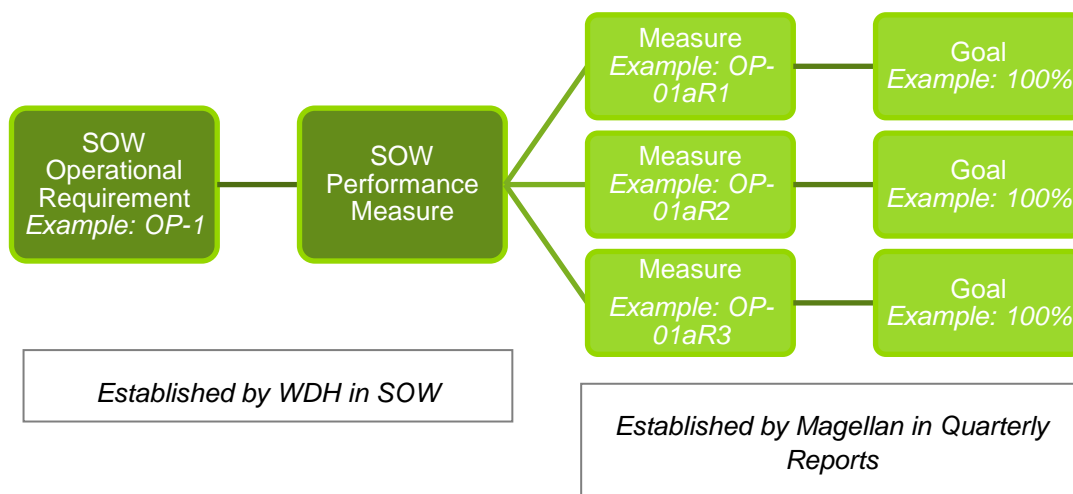 SOW
Operational
Requirement
Example: OP-1
SOW
Performance
Measure
Measure
Example: OP-
01aR1
Goal
Example: 100%
Measure
Example: OP-
01aR2
Goal
Example: 100%
Measure
Example: OP-
01aR3
Goal
Example: 100%
Established by WDH in SOW
Established by Magellan in Quarterly
Reports